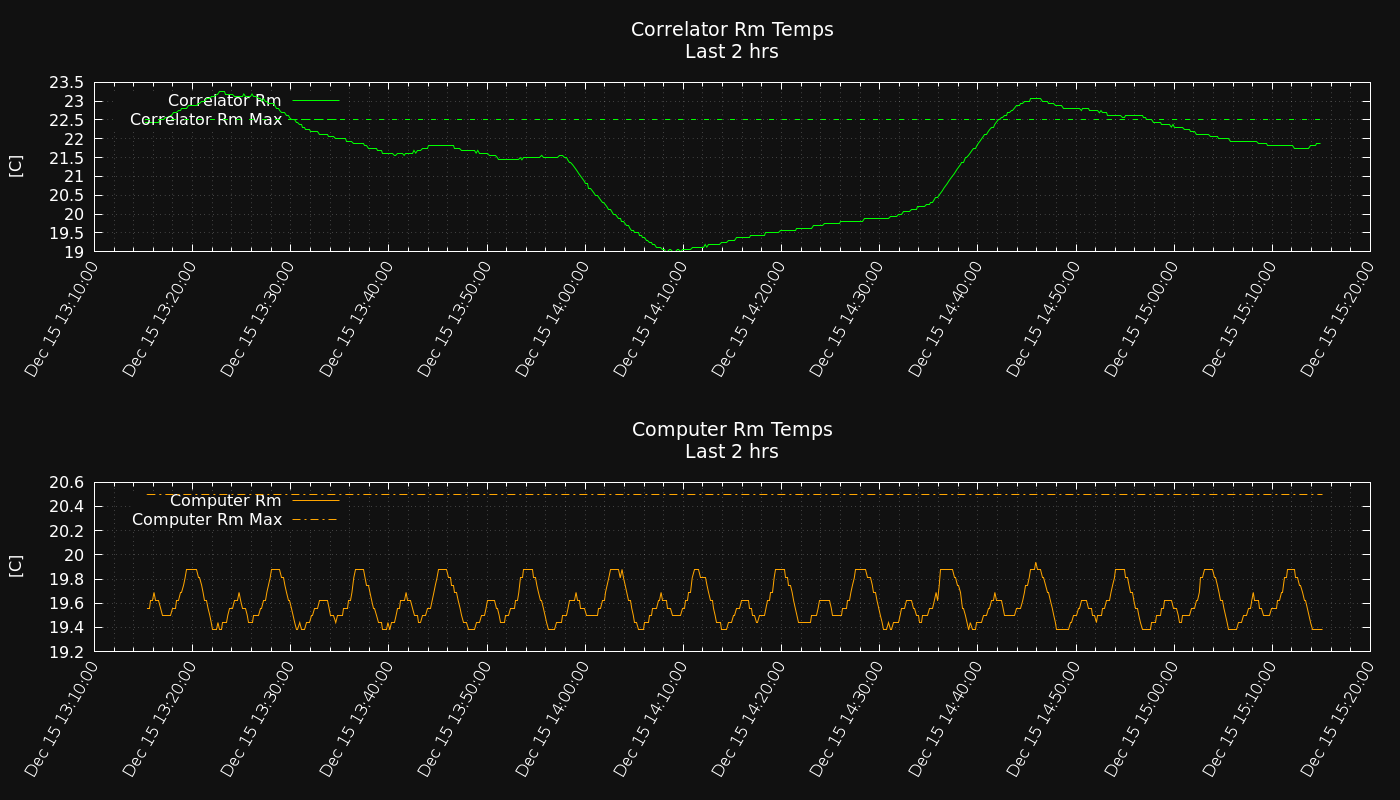 Correlator Rm Temps
Last 2 hrs
[C]
23.5
23
22.5
22
21.5
21
20.5
20
19.5
19
Correlator Rm
Correlator Rm Max
Dec 15 13:10:00
Dec 15 13:20:00
Dec 15 13:30:00
Dec 15 13:40:00
Dec 15 13:50:00
Dec 15 14:00:00
Dec 15 14:10:00
Dec 15 14:20:00
Dec 15 14:30:00
Dec 15 14:40:00
Dec 15 14:50:00
Dec 15 15:00:00
Dec 15 15:10:00
Dec 15 15:20:00
Computer Rm Temps
Last 2 hrs
[C]
20.6
20.4
20.2
20
19.8
19.6
19.4
19.2
Computer Rm
Computer Rm Max
Dec 15 13:10:00
Dec 15 13:20:00
Dec 15 13:30:00
Dec 15 13:40:00
Dec 15 13:50:00
Dec 15 14:00:00
Dec 15 14:10:00
Dec 15 14:20:00
Dec 15 14:30:00
Dec 15 14:40:00
Dec 15 14:50:00
Dec 15 15:00:00
Dec 15 15:10:00
Dec 15 15:20:00